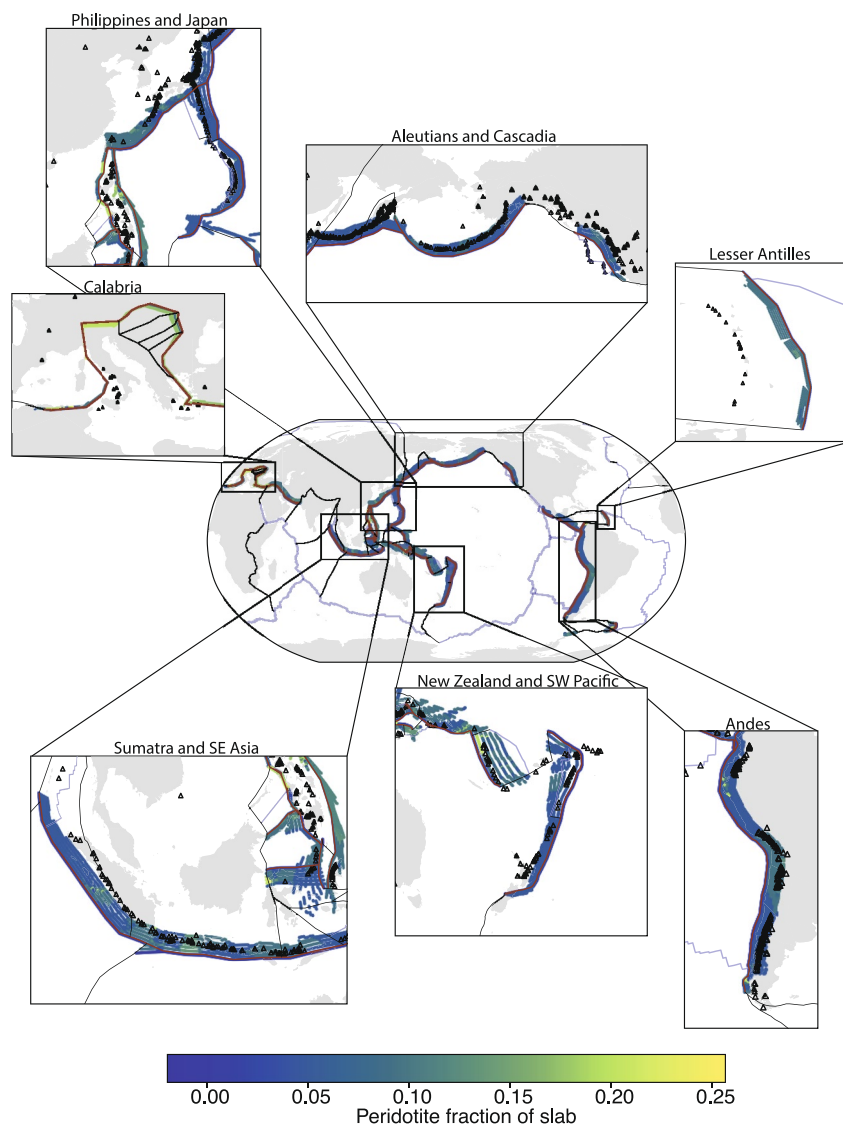 Philippines and Japan
Aleutians and Cascadia
Lesser Antilles
Calabria
New Zealand and SW Pacific
Sumatra and SE Asia
Andes
0.00 0.05 0.10 0.15 0.20 0.25
Peridotite fraction of slab